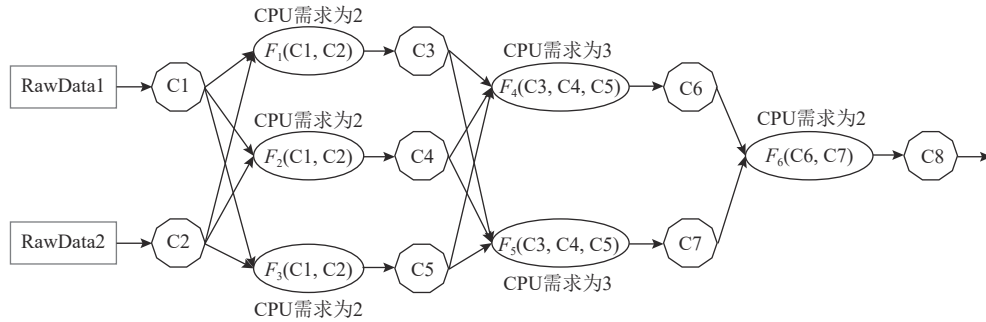 CPU需求为2
F₁(C1, C2)
C3
CPU需求为3
RawData1
C1
F₄(C3, C4, C5)
C6
CPU需求为2
CPU需求为2
F₂(C1, C2)
C4
F₆(C6, C7)
C8
RawData2
C2
F₅(C3, C4, C5)
C7
F₃(C1, C2)
C5
CPU需求为3
CPU需求为2